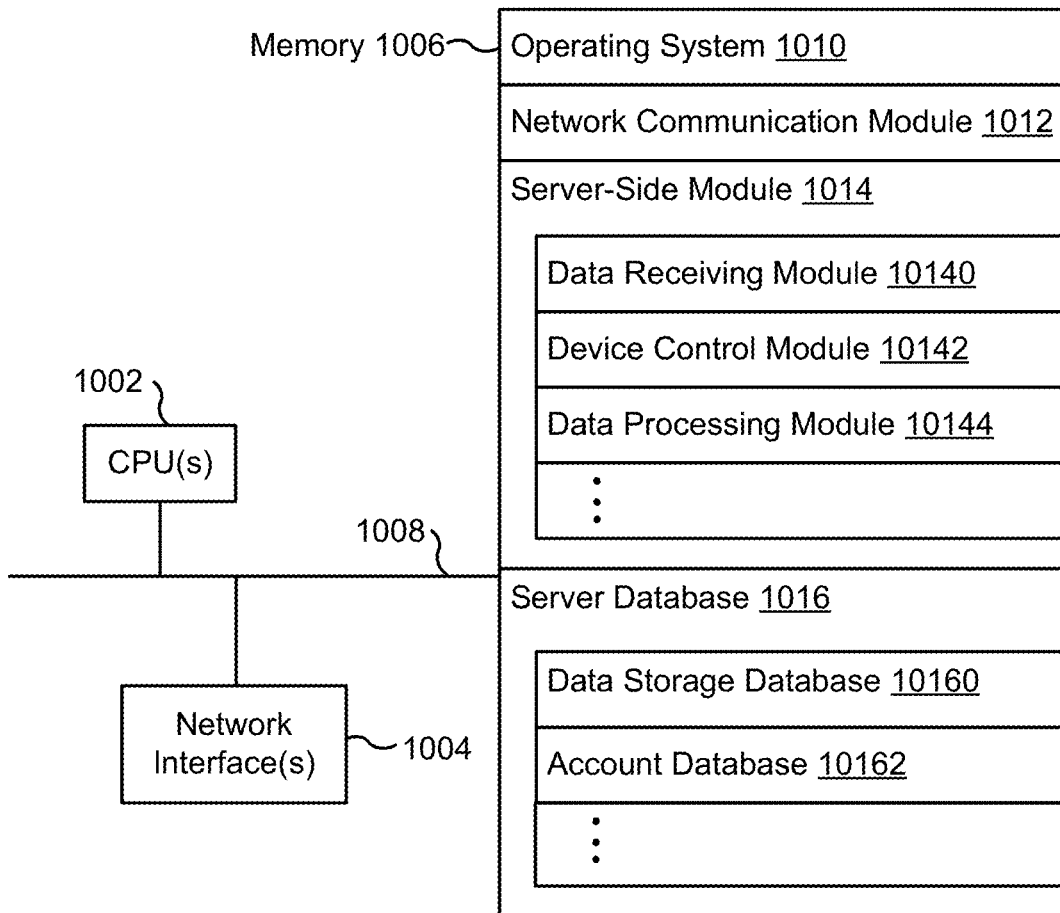 Memory 1006
Operating System 1010
Network Communication Module 1012
Server-Side Module 1014
Data Receiving Module 10140
Device Control Module 10142
Data Processing Module 10144
1002
CPU(s)
1008
Server Database 1016
Data Storage Database 10160
Account Database 10162
Network
Interface(s)
1004